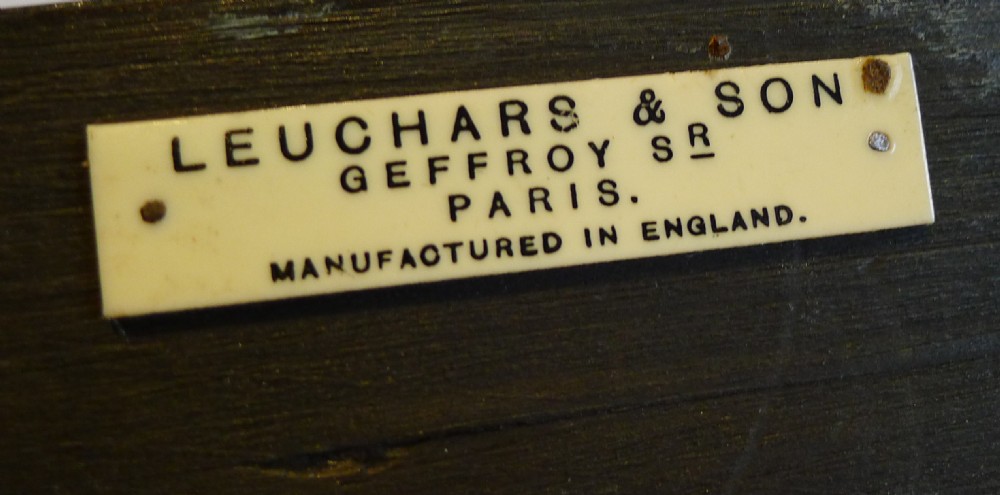 LEUCHARS & SON
GEFFROY SR
PARIS.
MANUFACTURED IN ENGLAND.